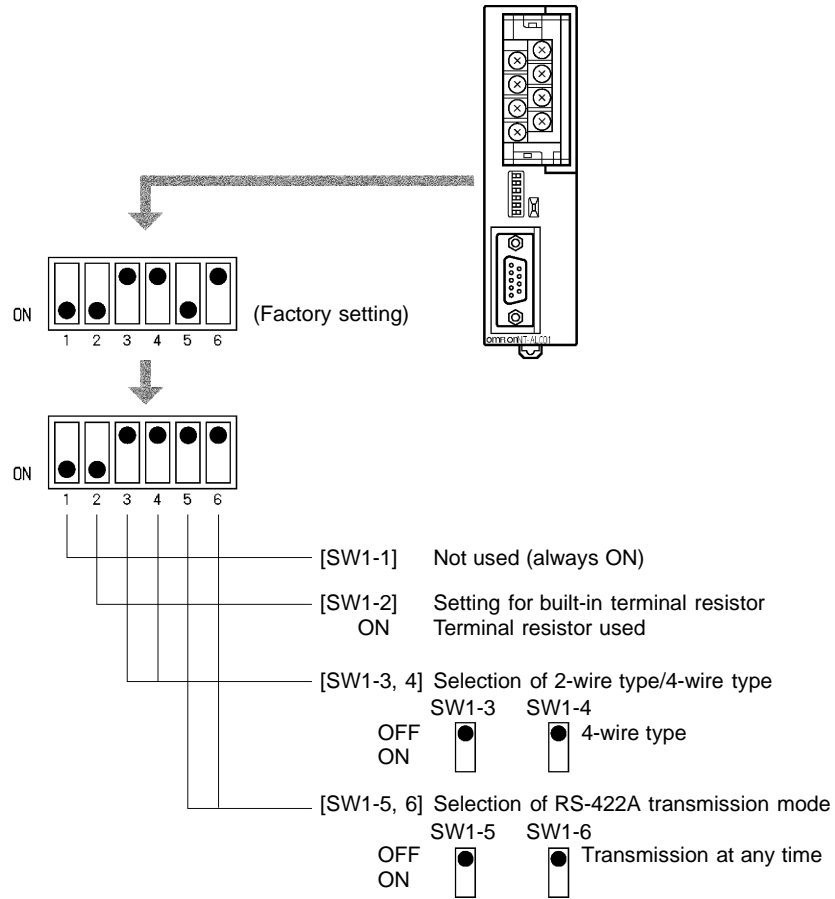 OMRON NT-AL001
ON
(Factory setting)
1 2 3 4 5 6
ON
1 2 3 4 5 6
[SW1-1] Not used (always ON)
[SW1-2] Setting for built-in terminal resistor
ON Terminal resistor used
[SW1-3, 4] Selection of 2-wire type/4-wire type
SW1-3 SW1-4
OFF 4-wire type
ON
[SW1-5, 6] Selection of RS-422A transmission mode
SW1-5 SW1-6
OFF Transmission at any time
ON